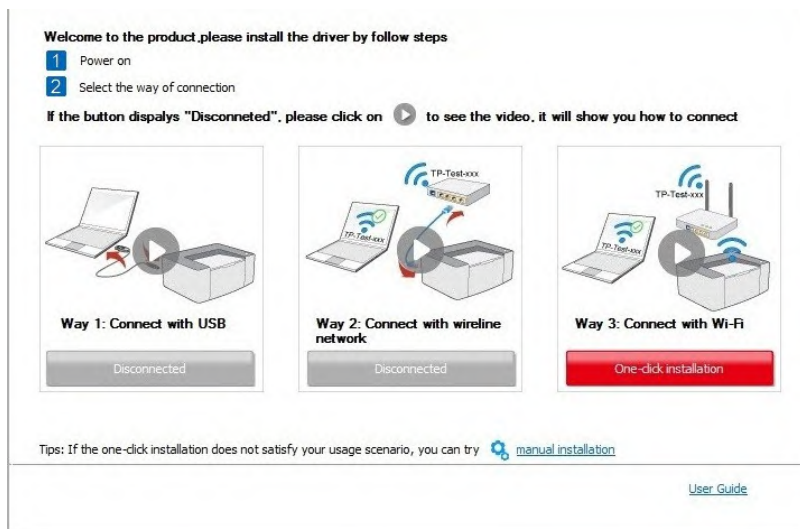 Welcome to the product,please install the driver by follow steps
1 Power on
2 Select the way of connection
If the button dispalys "Disconneted", please click on to see the video, it will show you how to connect
TP-Test-xxx
TP-Test-xxx
TP-Test-xxx
TP-Test-xxx
Way 1: Connect with USB
Way 2: Connect with wireline
network
Way 3: Connect with Wi-Fi
Disconnected
Disconnected
One-click installation
Tips: If the one-click installation does not satisfy your usage scenario, you can try manual installation
User Guide